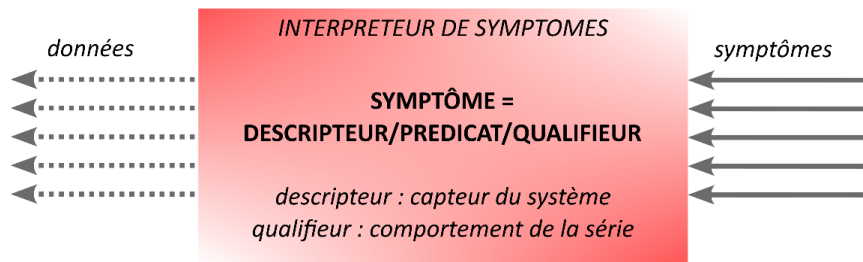 INTERPRETEUR DE SYMPTOMES
données
symptômes
SYMPTÔME =
DESCRIPTEUR/PREDICAT/QUALIFIEUR
descripteur : capteur du système
qualifieur : comportement de la série